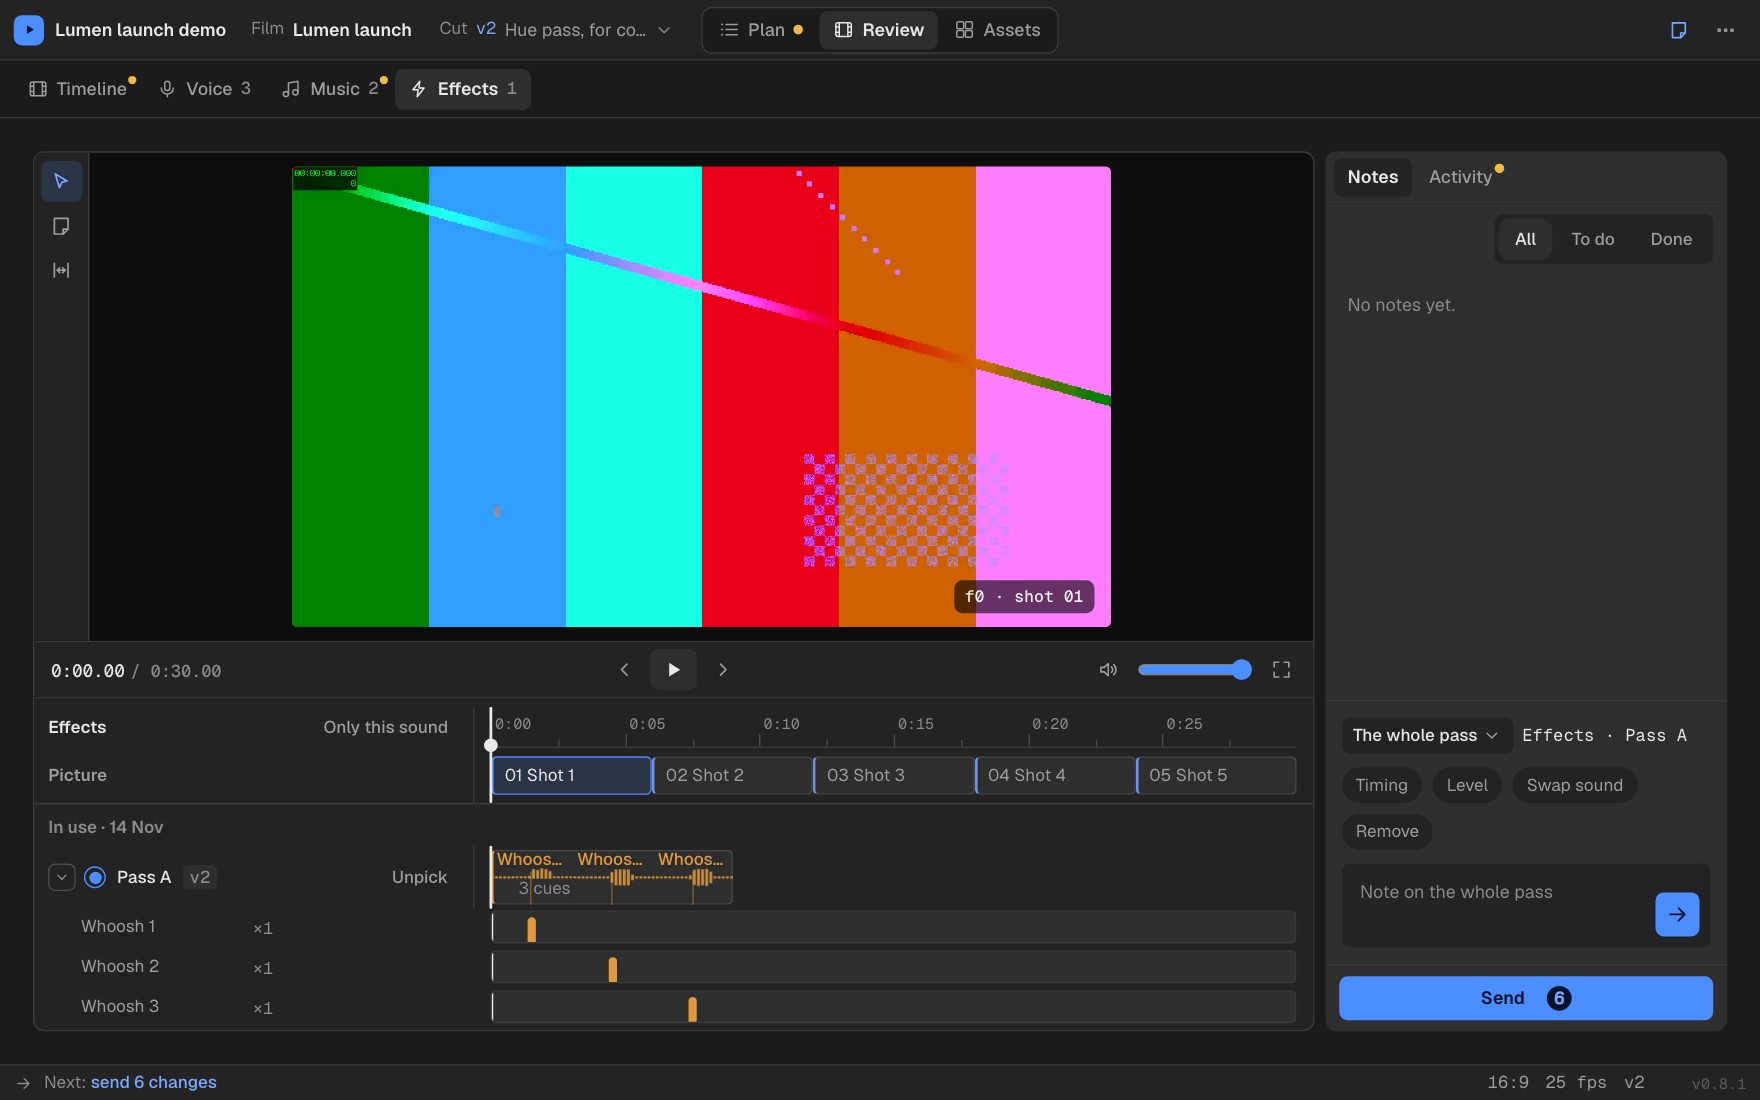 Lumen launch demo Film Lumen launch Cut v2 Hue pass, for co... Plan Review Assets
Timeline Voice 3 Music 2 Effects 1
00:00:00.000
0
f0 · shot 01
0:00.00 / 0:30.00
Effects Only this sound 0:00 0:05 0:10 0:15 0:20 0:25
Picture 01 Shot 1 02 Shot 2 03 Shot 3 04 Shot 4 05 Shot 5
In use · 14 Nov
Pass A v2 Unpick Whoos... Whoos... Whoos...
3 cues
Whoosh 1 ×1
Whoosh 2 ×1
Whoosh 3 ×1
Notes Activity
All To do Done
No notes yet.
The whole pass Effects · Pass A
Timing Level Swap sound
Remove
Note on the whole pass
Send 6
Next: send 6 changes 16:9 25 fps v2 v0.8.1